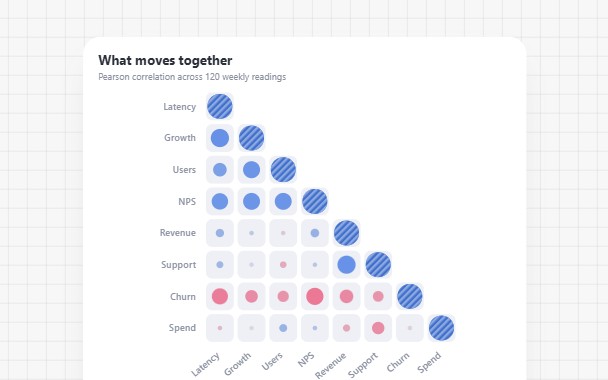 What moves together
Pearson correlation across 120 weekly readings
Latency
Growth
Users
NPS
Revenue
Support
Churn
Spend
Latency
Growth
Users
NPS
Revenue
Support
Churn
Spend